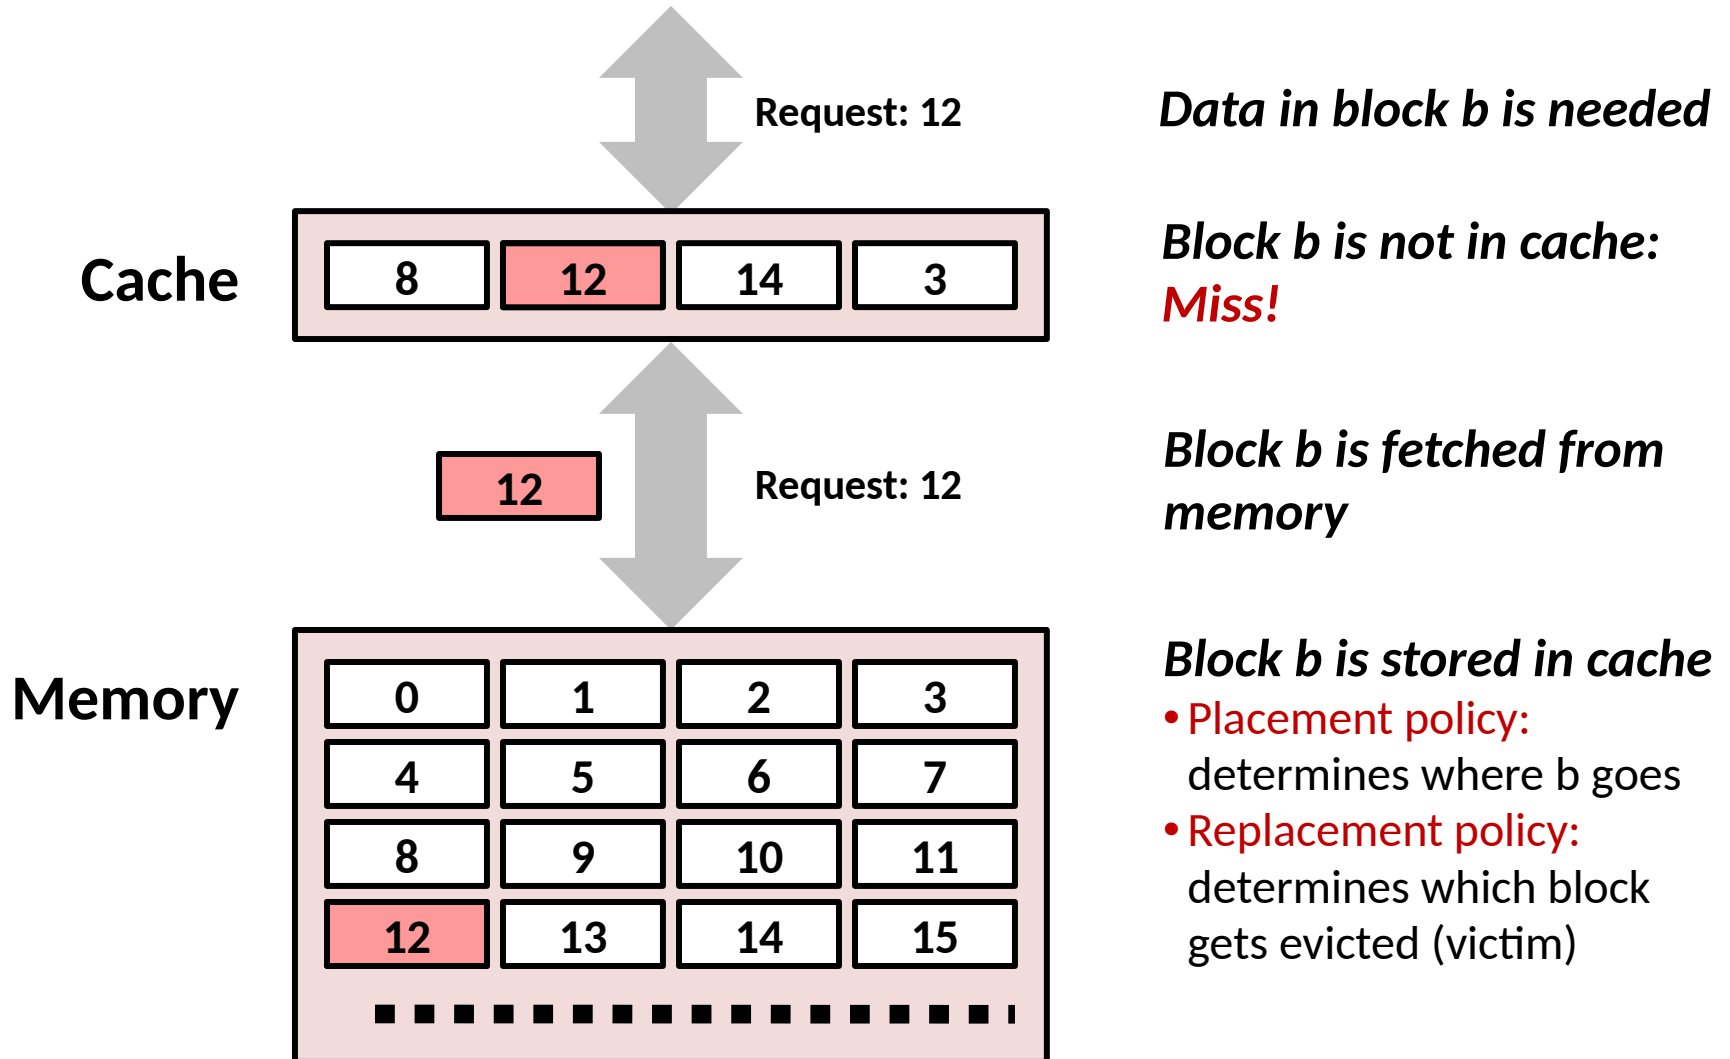 Request: 12
Data in block b is needed
Cache
8 12 14 3
Block b is not in cache:
Miss!
12
Request: 12
Block b is fetched from
memory
Memory
0 1 2 3
4 5 6 7
8 9 10 11
12 13 14 15
Block b is stored in cache
• Placement policy:
determines where b goes
• Replacement policy:
determines which block
gets evicted (victim)